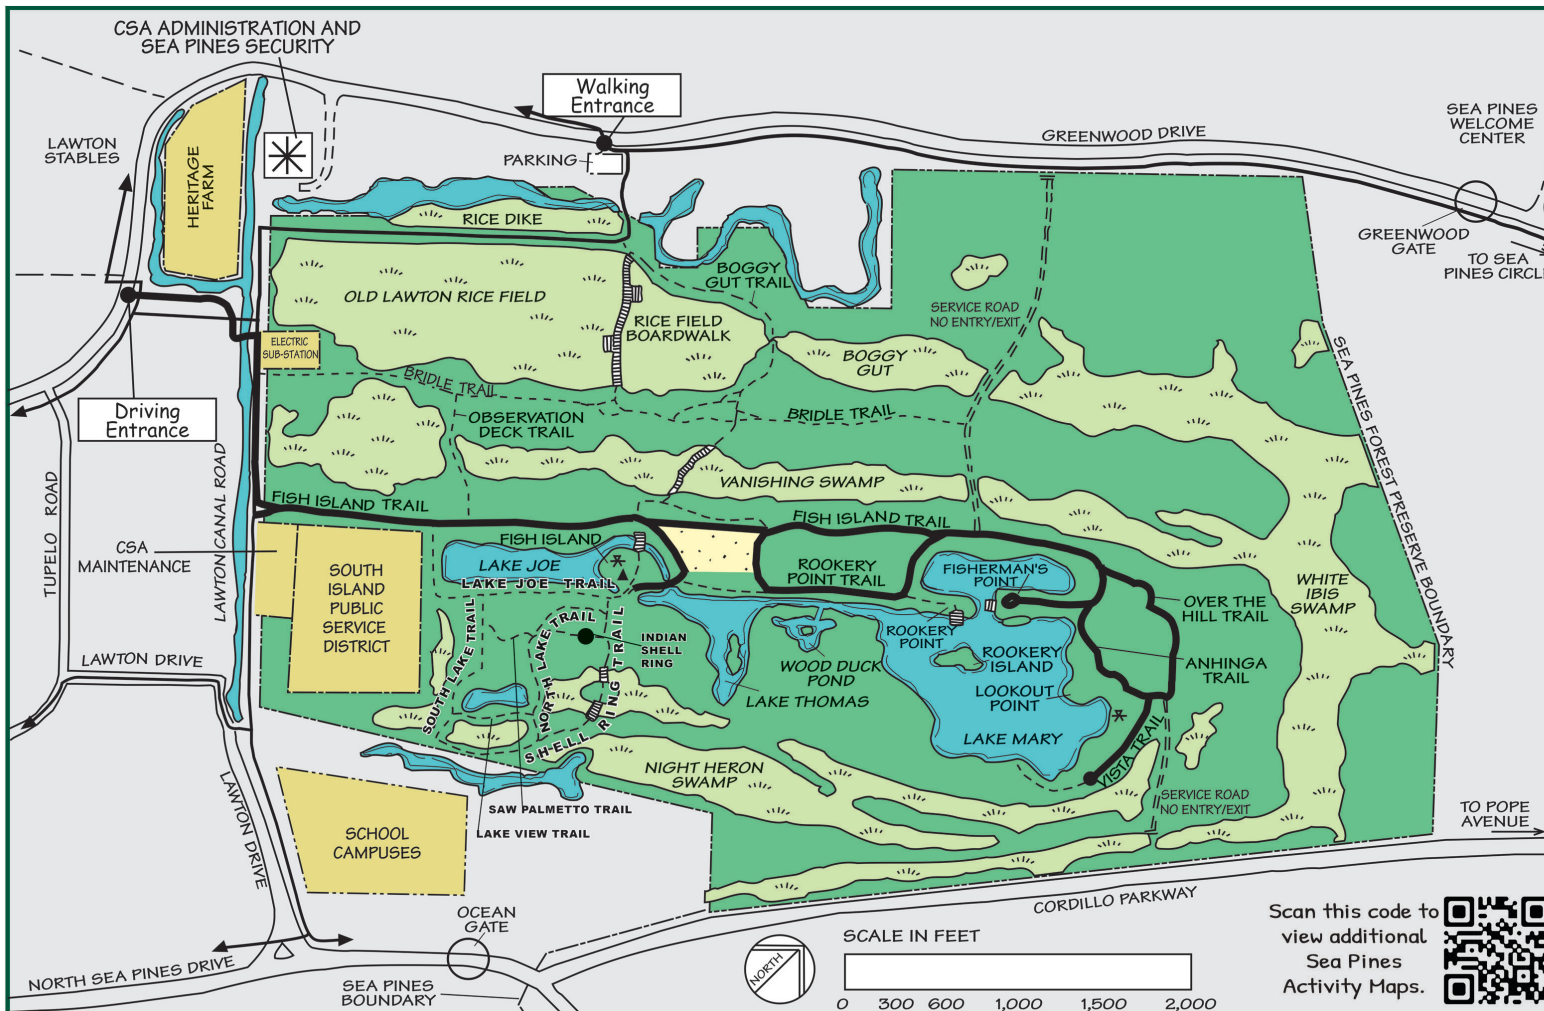 CSA ADMINISTRATION AND
SEA PINES SECURITY
Walking
Entrance
SEA PINES
WELCOME
CENTER
GREENWOOD DRIVE
LAWTON
STABLES
PARKING
HERITAGE
FARM
RICE DIKE
GREENWOOD
GATE
TO SEA
PINES CIRCL
BOGGY
GUT TRAIL
OLD LAWTON RICE FIELD
RICE FIELD
BOARDWALK
SERVICE ROAD
NO ENTRY/EXIT
ELECTRIC
SUB-STATION
BOGGY
GUT
SEA PINES FOREST PRESERVE BOUNDARY
BRIDLE TRAIL
Driving
Entrance
OBSERVATION
DECK TRAIL
BRIDLE TRAIL
VANISHING SWAMP
TUPELO ROAD
LAWTON CANAL ROAD
FISH ISLAND TRAIL
FISH ISLAND TRAIL
CSA
MAINTENANCE
FISH ISLAND
LAKE JOE
LAKE JOE TRAIL
SOUTH
ISLAND
PUBLIC
SERVICE
DISTRICT
ROOKERY
POINT TRAIL
FISHERMAN'S
POINT
WHITE
IBIS
SWAMP
OVER THE
HILL TRAIL
SOUTH LAKE TRAIL
NORTH LAKE TRAIL
SHELL RING TRAIL
INDIAN
SHELL
RING
ROOKERY
POINT
ROOKERY
ISLAND
ANHINGA
TRAIL
WOOD DUCK
POND
LAKE THOMAS
LOOKOUT
POINT
LAKE MARY
VISTA TRAIL
LAWTON DRIVE
NIGHT HERON
SWAMP
SERVICE ROAD
NO ENTRY/EXIT
SAW PALMETTO TRAIL
LAKE VIEW TRAIL
TO POPE
AVENUE
LAWTON DRIVE
SCHOOL
CAMPUSES
CORDILLO PARKWAY
OCEAN
GATE
NORTH SEA PINES DRIVE
SEA PINES
BOUNDARY
NORTH
SCALE IN FEET
0 300 600 1,000 1,500 2,000
Scan this code to
view additional
Sea Pines
Activity Maps.